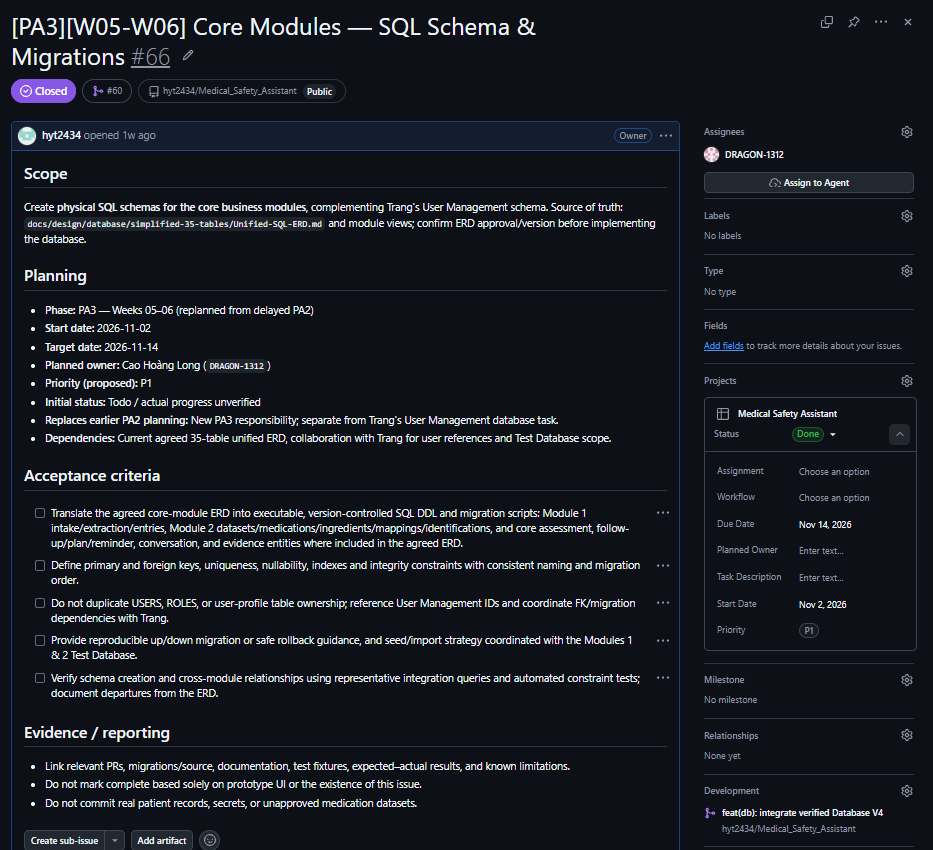 [PA3][W05-W06] Core Modules — SQL Schema &
Migrations #66
Closed
#60
hyt2434/Medical_Safety_Assistant Public
hyt2434 opened 1w ago
Owner
Scope
Create physical SQL schemas for the core business modules, complementing Trang's User Management schema. Source of truth:
docs/design/database/simplified-35-tables/Unified-SQL-ERD.md and module views; confirm ERD approval/version before implementing
the database.
Planning
Phase: PA3 — Weeks 05–06 (replanned from delayed PA2)
Start date: 2026-11-02
Target date: 2026-11-14
Planned owner: Cao Hoàng Long ( DRAGON-1312 )
Priority (proposed): P1
Initial status: Todo / actual progress unverified
Replaces earlier PA2 planning: New PA3 responsibility; separate from Trang's User Management database task.
Dependencies: Current agreed 35-table unified ERD, collaboration with Trang for user references and Test Database scope.
Acceptance criteria
Translate the agreed core-module ERD into executable, version-controlled SQL DDL and migration scripts: Module 1
intake/extraction/entries, Module 2 datasets/medications/ingredients/mappings/identifications, and core assessment, follow-
up/plan/reminder, conversation, and evidence entities where included in the agreed ERD.
Define primary and foreign keys, uniqueness, nullability, indexes and integrity constraints with consistent naming and migration
order.
Do not duplicate USERS, ROLES, or user-profile table ownership; reference User Management IDs and coordinate FK/migration
dependencies with Trang.
Provide reproducible up/down migration or safe rollback guidance, and seed/import strategy coordinated with the Modules 1
& 2 Test Database.
Verify schema creation and cross-module relationships using representative integration queries and automated constraint tests;
document departures from the ERD.
Evidence / reporting
Link relevant PRs, migrations/source, documentation, test fixtures, expected–actual results, and known limitations.
Do not mark complete based solely on prototype UI or the existence of this issue.
Do not commit real patient records, secrets, or unapproved medication datasets.
Create sub-issue
Add artifact
Assignees
DRAGON-1312
Assign to Agent
Labels
No labels
Type
No type
Fields
Add fields to track more details about your issues.
Projects
Medical Safety Assistant
Status Done
Assignment Choose an option
Workflow Choose an option
Due Date Nov 14, 2026
Planned Owner Enter text...
Task Description Enter text...
Start Date Nov 2, 2026
Priority P1
Milestone
No milestone
Relationships
None yet
Development
feat(db): integrate verified Database V4
hyt2434/Medical_Safety_Assistant